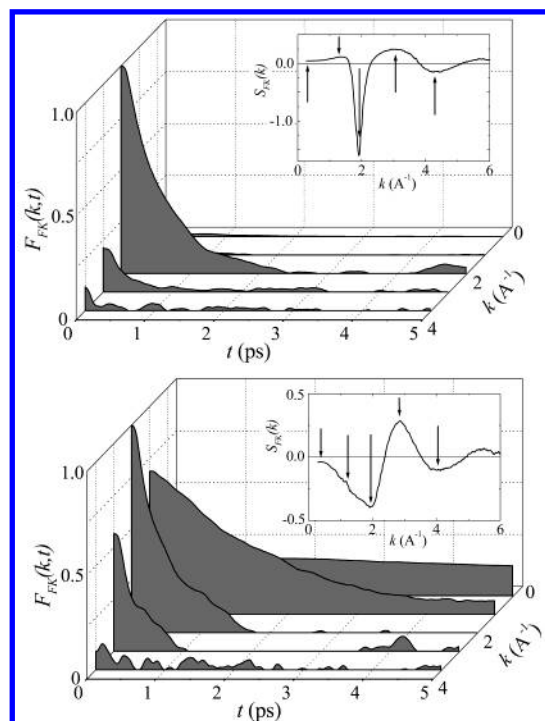 0.0
-1.0
S_FK(k)
0 2 4 6
k (A⁻¹)
1.0
0.5
0
F_FK(k,t)
0 1 2 3 4 5
t (ps)
0
2
4
k (A⁻¹)
0.5
0.0
-0.5
S_FK(k)
0 2 4 6
k (A⁻¹)
1.0
0.5
0
F_FK(k,t)
0 1 2 3 4 5
t (ps)
0
2
4
k (A⁻¹)